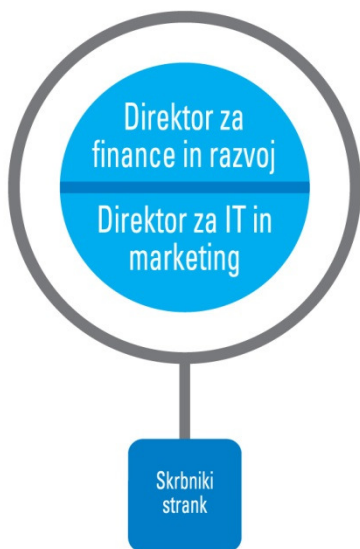 Direktor za
finance in razvoj
Direktor za IT in
marketing
Skrbniki
strank